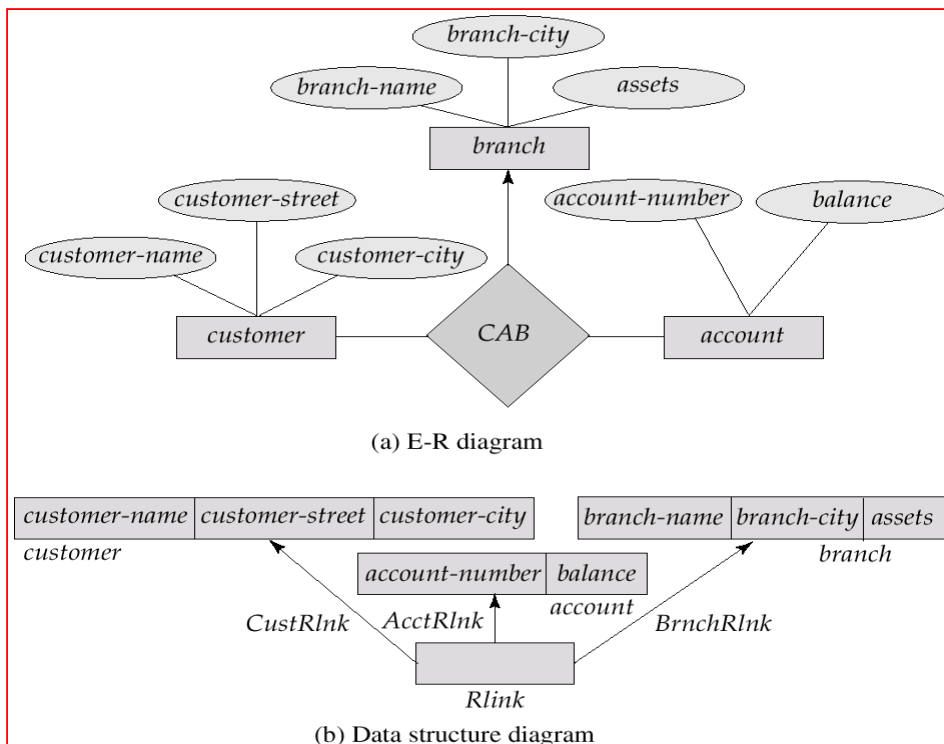 branch-city
branch-name
assets
branch
customer-street
account-number
balance
customer-name
customer-city
customer
CAB
account
(a) E-R diagram
customer-name customer-street customer-city
branch-name branch-city assets
customer
branch
account-number balance
account
CustRlnk
AcctRlnk
BrnchRlnk
Rlink
(b) Data structure diagram